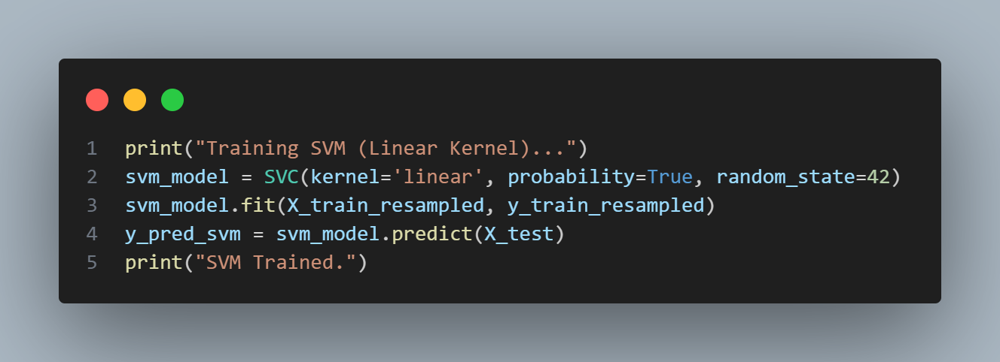 1 print("Training SVM (Linear Kernel)...")
2 svm_model = SVC(kernel='linear', probability=True, random_state=42)
3 svm_model.fit(X_train_resampled, y_train_resampled)
4 y_pred_svm = svm_model.predict(X_test)
5 print("SVM Trained.")